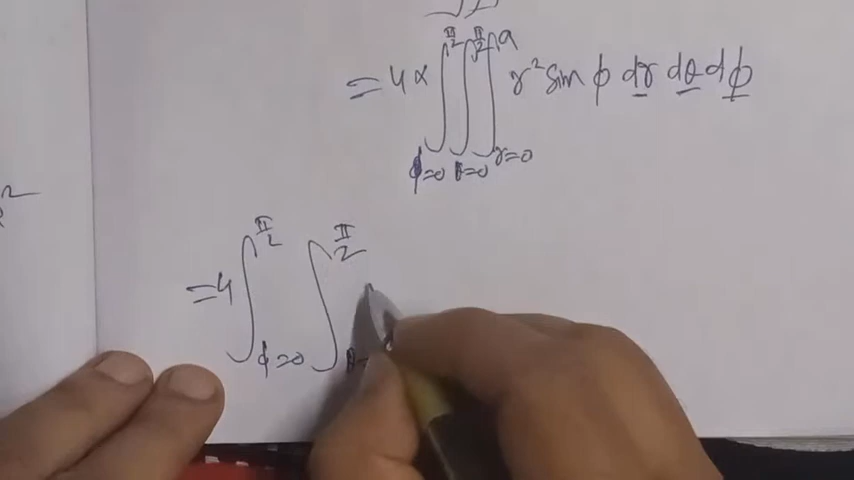 = 4 × ∫_{ϕ=0}^{π/2} ∫_{θ=0}^{π/2} ∫_{r=0}^{a} r² sin ϕ dr dθ dϕ
= 4 ∫_{ϕ=0}^{π/2} ∫_{θ}^{π/2}